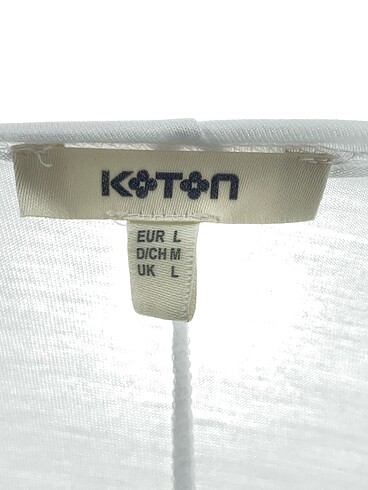 KOTON
EUR L
D/CH M
UK L